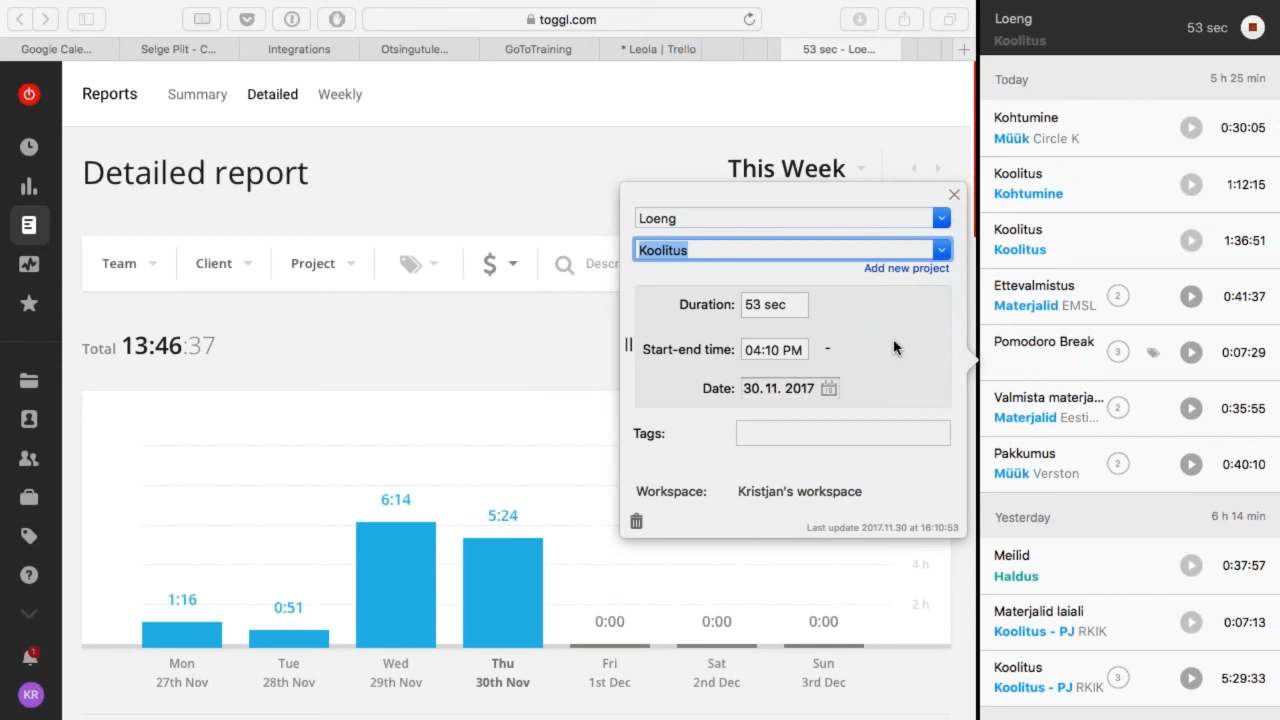 toggl.com
Google Cale...
Selge Pilt - C...
Integrations
Otsingutule...
GoToTraining
* Leola | Trello
53 sec - Loe...
Reports
Summary
Detailed
Weekly
Detailed report
This Week
Team
Client
Project
$
Descr
Total 13:46:37
1:16
0:51
6:14
5:24
0:00
0:00
0:00
4 h
2 h
Mon
27th Nov
Tue
28th Nov
Wed
29th Nov
Thu
30th Nov
Fri
1st Dec
Sat
2nd Dec
Sun
3rd Dec
1
KR
Loeng
Koolitus
Add new project
Duration: 53 sec
Start-end time: 04:10 PM -
Date: 30.11.2017
Tags:
Workspace: Kristjan's workspace
Last update 2017.11.30 at 16:10:53
Loeng
Koolitus
53 sec
Today 5 h 25 min
Kohtumine
Müük Circle K
0:30:05
Koolitus
Kohtumine
1:12:15
Koolitus
Koolitus
1:36:51
Ettevalmistus
Materjalid EMSL
2
0:41:37
Pomodoro Break
3
0:07:29
Valmista materja...
Materjalid Eesti...
2
0:35:55
Pakkumus
Müük Verston
2
0:40:10
Yesterday 6 h 14 min
Meilid
Haldus
0:37:57
Materjalid laiali
Koolitus - PJ RKIK
0:07:13
Koolitus
Koolitus - PJ RKIK
3
5:29:33